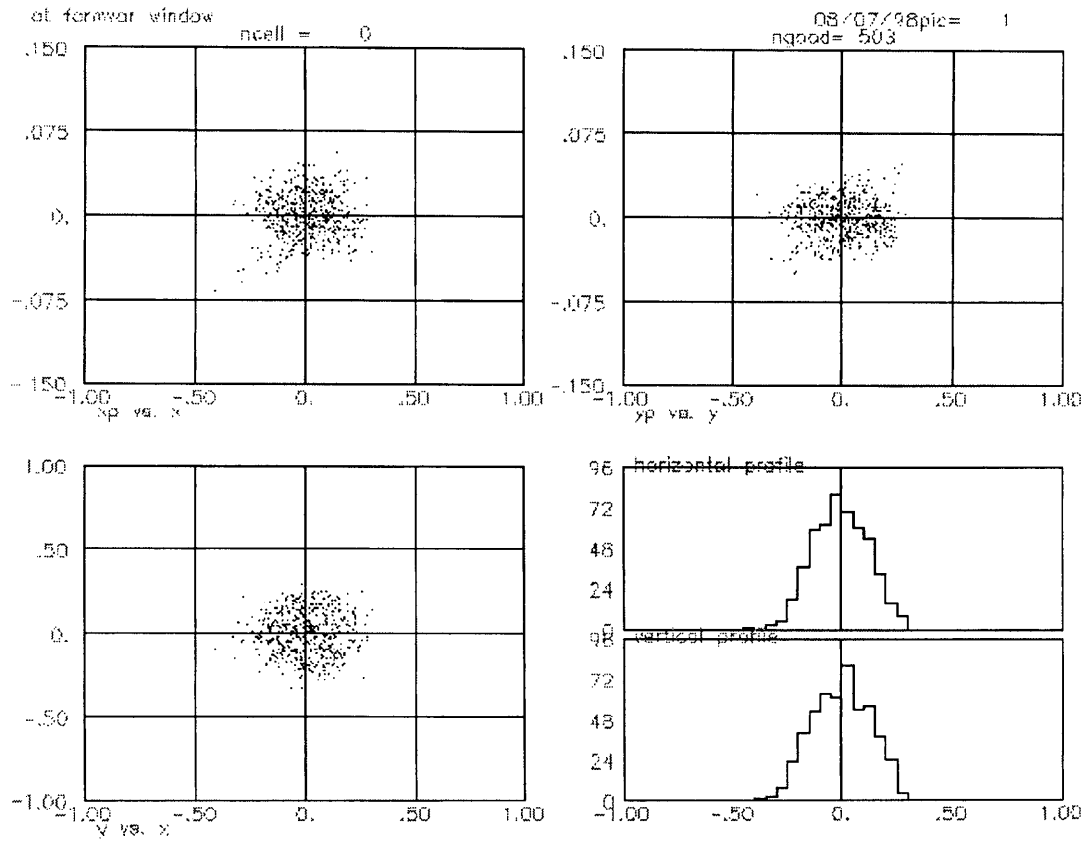 at formvar window
ncell = 0
08/07/98pic= 1
ngood= 503
.150
.075
0.
-.075
-.150
-1.00 -.50 0. .50 1.00
xp vs. x
.150
.075
0.
-.075
-.150
-1.00 -.50 0. .50 1.00
yp vs. y
1.00
.50
0.
-.50
-1.00
-1.00 -.50 0. .50 1.00
y vs. x
horizontal profile
96
72
48
24
0
vertical profile
96
72
48
24
0
-1.00 -.50 0. .50 1.00